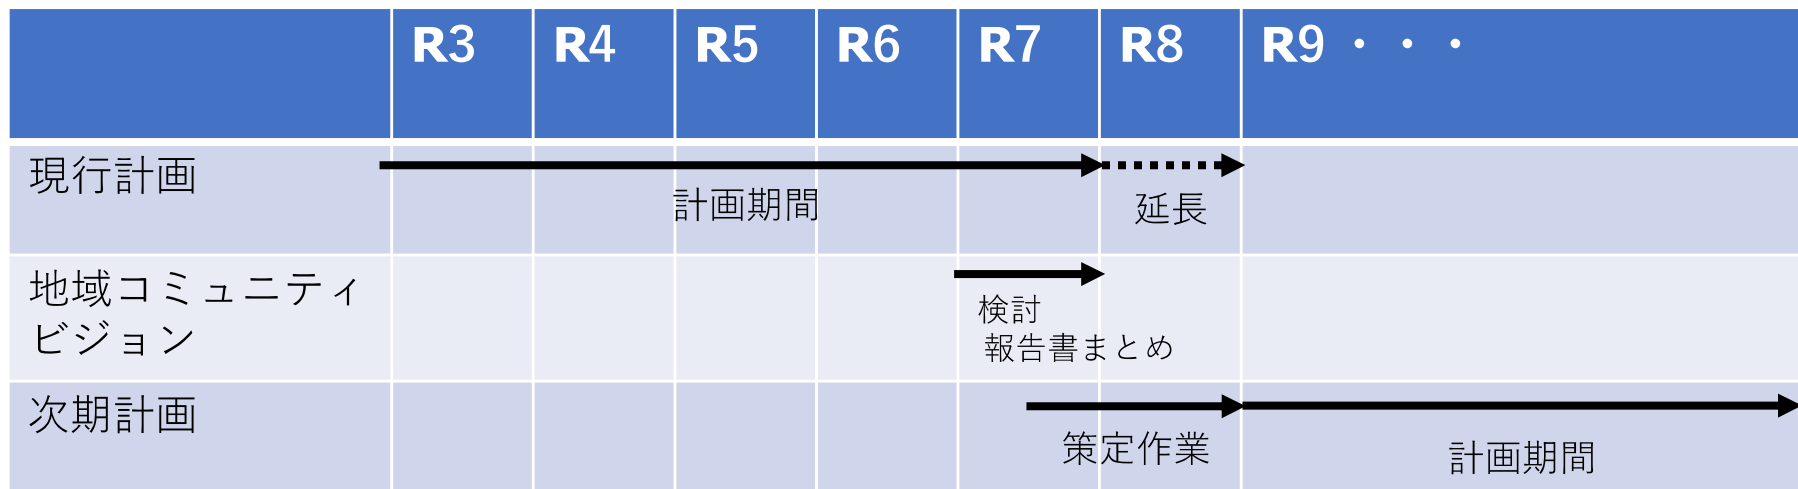 R3 R4 R5 R6 R7 R8 R9・・・
現行計画
計画期間
延長
地域コミュニティ
ビジョン
検討
報告書まとめ
次期計画
策定作業
計画期間